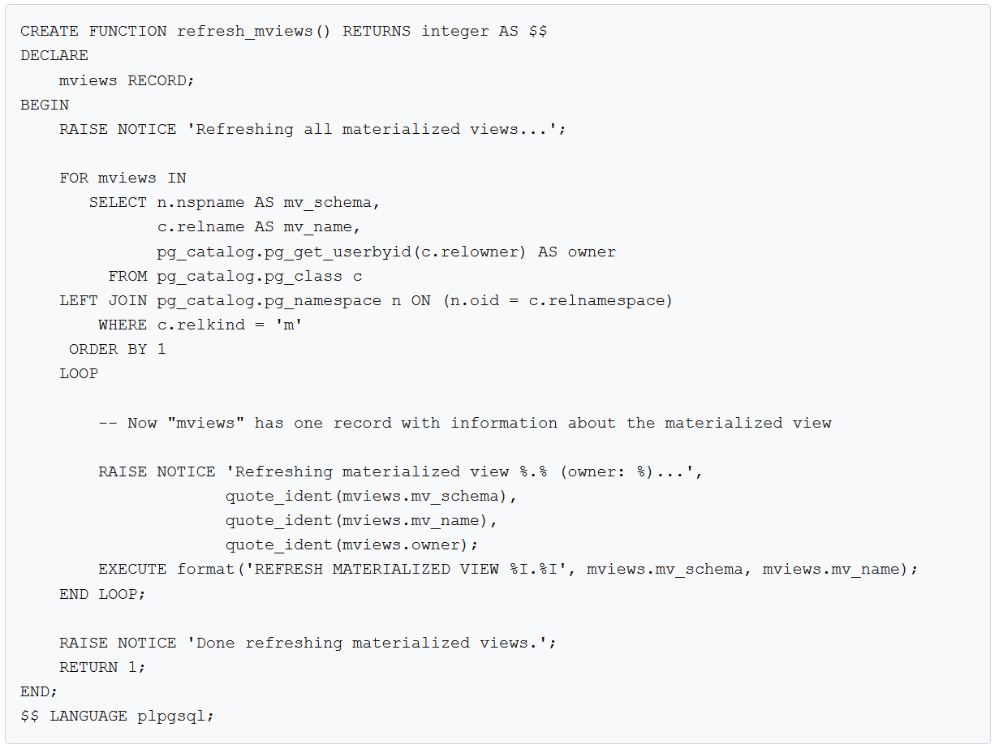 CREATE FUNCTION refresh_mviews() RETURNS integer AS $$
DECLARE
    mviews RECORD;
BEGIN
    RAISE NOTICE 'Refreshing all materialized views...';

    FOR mviews IN
       SELECT n.nspname AS mv_schema,
              c.relname AS mv_name,
              pg_catalog.pg_get_userbyid(c.relowner) AS owner
         FROM pg_catalog.pg_class c
    LEFT JOIN pg_catalog.pg_namespace n ON (n.oid = c.relnamespace)
        WHERE c.relkind = 'm'
     ORDER BY 1
    LOOP

        -- Now "mviews" has one record with information about the materialized view

        RAISE NOTICE 'Refreshing materialized view %.% (owner: %)...',
                     quote_ident(mviews.mv_schema),
                     quote_ident(mviews.mv_name),
                     quote_ident(mviews.owner);
        EXECUTE format('REFRESH MATERIALIZED VIEW %I.%I', mviews.mv_schema, mviews.mv_name);
    END LOOP;

    RAISE NOTICE 'Done refreshing materialized views.';
    RETURN 1;
END;
$$ LANGUAGE plpgsql;